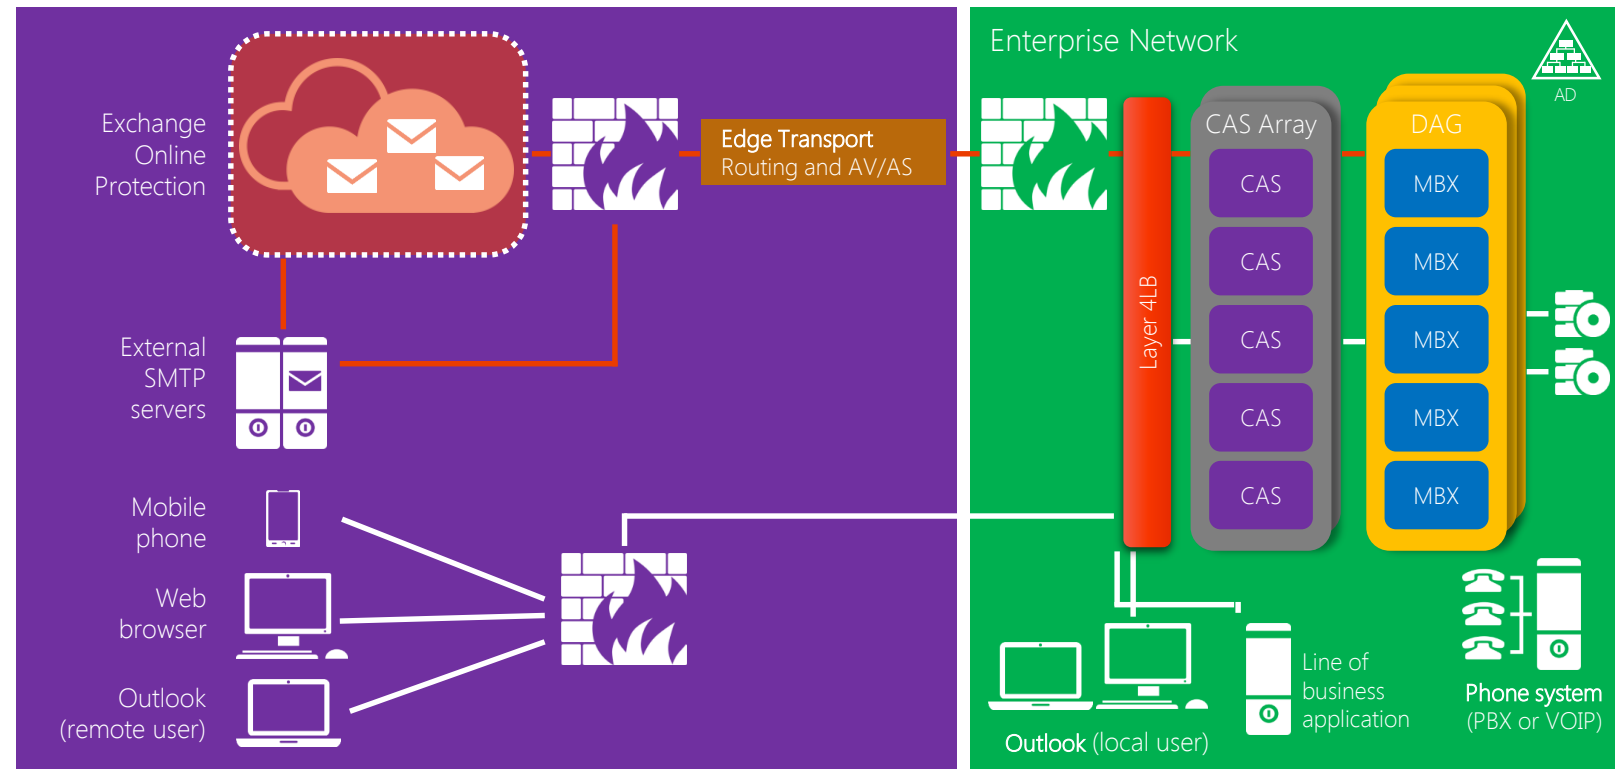 Exchange
Online
Protection
Edge Transport
Routing and AV/AS
External
SMTP
servers
Mobile
phone
Web
browser
Outlook
(remote user)
Enterprise Network
AD
Layer 4LB
CAS Array
CAS
CAS
CAS
CAS
CAS
DAG
MBX
MBX
MBX
MBX
MBX
Outlook (local user)
Line of
business
application
Phone system
(PBX or VOIP)